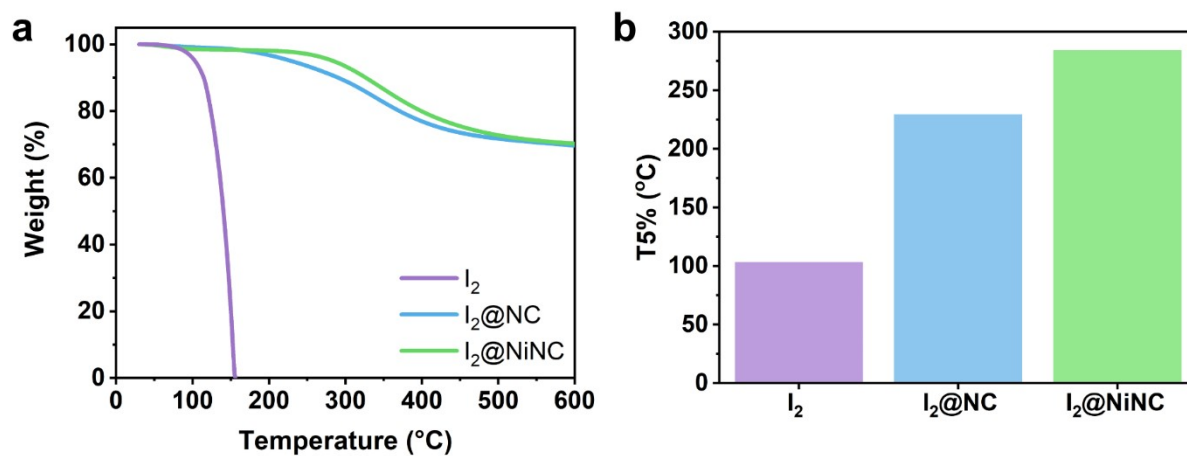 a
100
80
60
40
20
0
Weight (%)
I₂
I₂@NC
I₂@NiNC
0 100 200 300 400 500 600
Temperature (°C)
b
300
250
200
150
100
50
0
T5% (°C)
I₂ I₂@NC I₂@NiNC